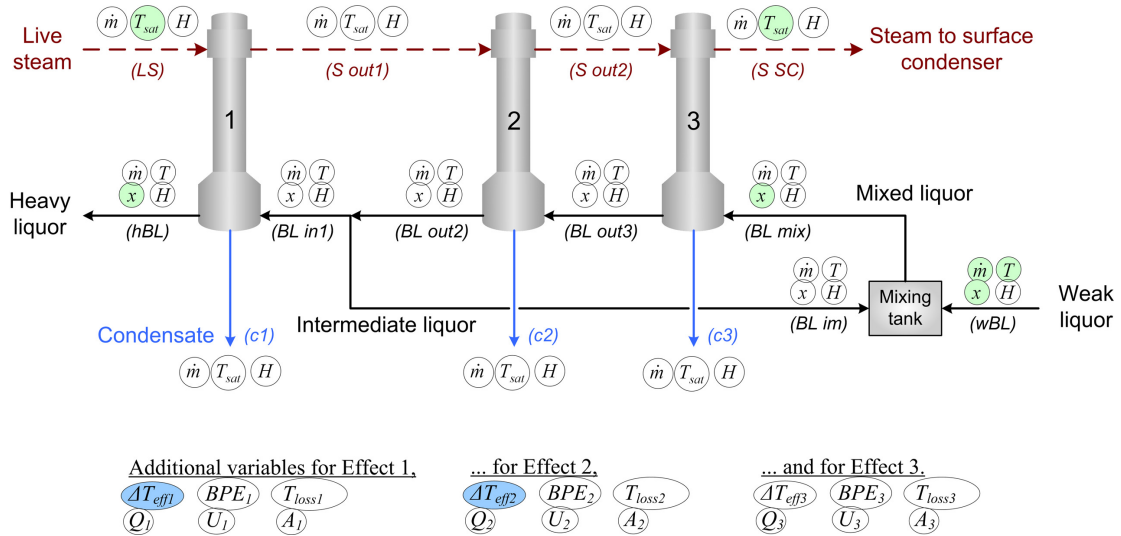 ṁ T_sat H
ṁ T_sat H
ṁ T_sat H
ṁ T_sat H
Live
steam
Steam to surface
condenser
(LS)
(S out1)
(S out2)
(S SC)
1
2
3
ṁ T
x H
ṁ T
x H
ṁ T
x H
ṁ T
x H
ṁ T
x H
Mixed liquor
Heavy
liquor
(hBL)
(BL in1)
(BL out2)
(BL out3)
(BL mix)
ṁ T
x H
ṁ T
x H
Mixing
tank
Weak
liquor
(BL im)
(wBL)
Intermediate liquor
Condensate
(c1)
(c2)
(c3)
ṁ T_sat H
ṁ T_sat H
ṁ T_sat H
Additional variables for Effect 1,
ΔT_eff1 BPE_1 T_loss1
Q_1 U_1 A_1
... for Effect 2,
ΔT_eff2 BPE_2 T_loss2
Q_2 U_2 A_2
... and for Effect 3.
ΔT_eff3 BPE_3 T_loss3
Q_3 U_3 A_3